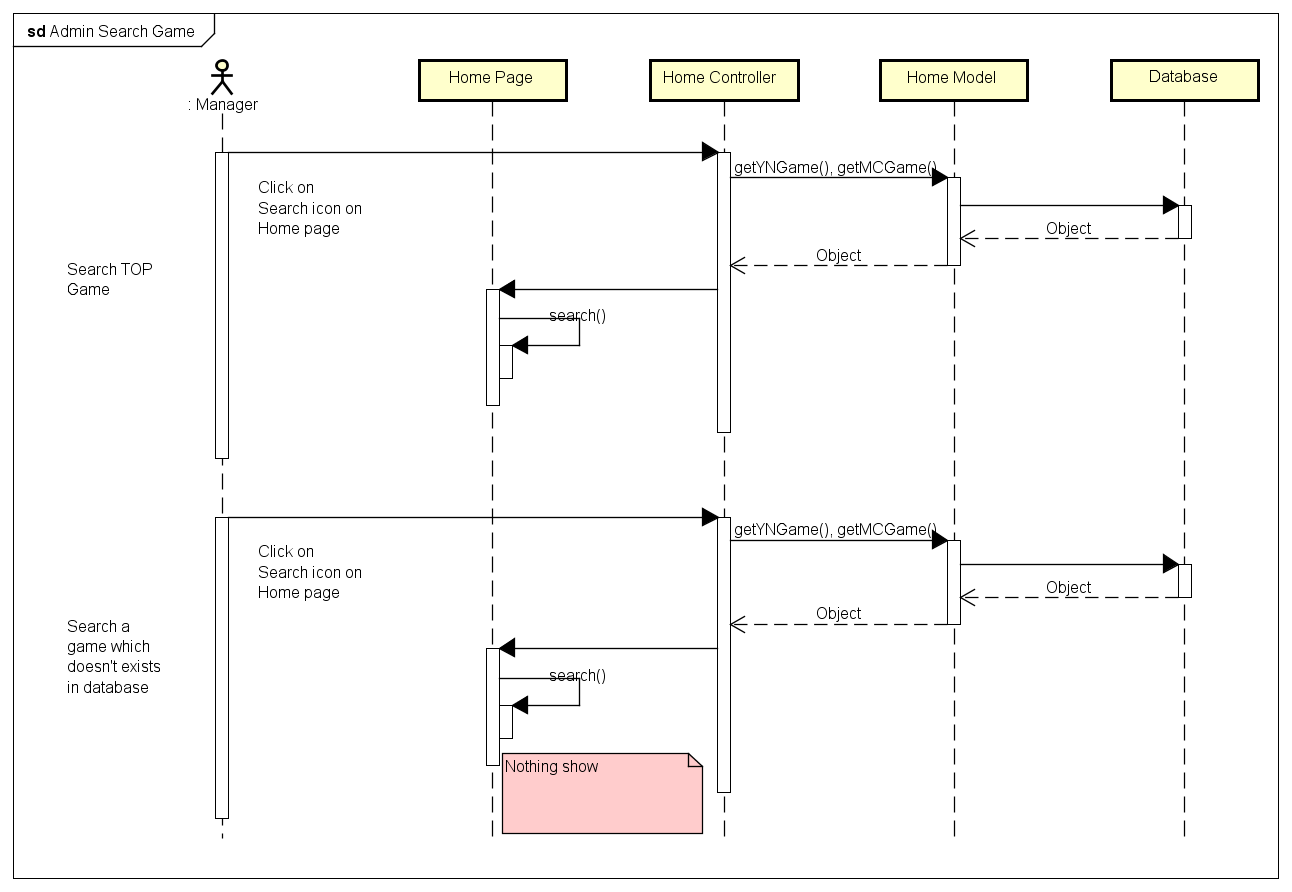 sd Admin Search Game
: Manager
Home Page
Home Controller
Home Model
Database
getYNGame(), getMCGame()
Click on
Search icon on
Home page
Object
Object
Search TOP
Game
search()
getYNGame(), getMCGame()
Click on
Search icon on
Home page
Object
Object
Search a
game which
doesn't exists
in database
search()
Nothing show